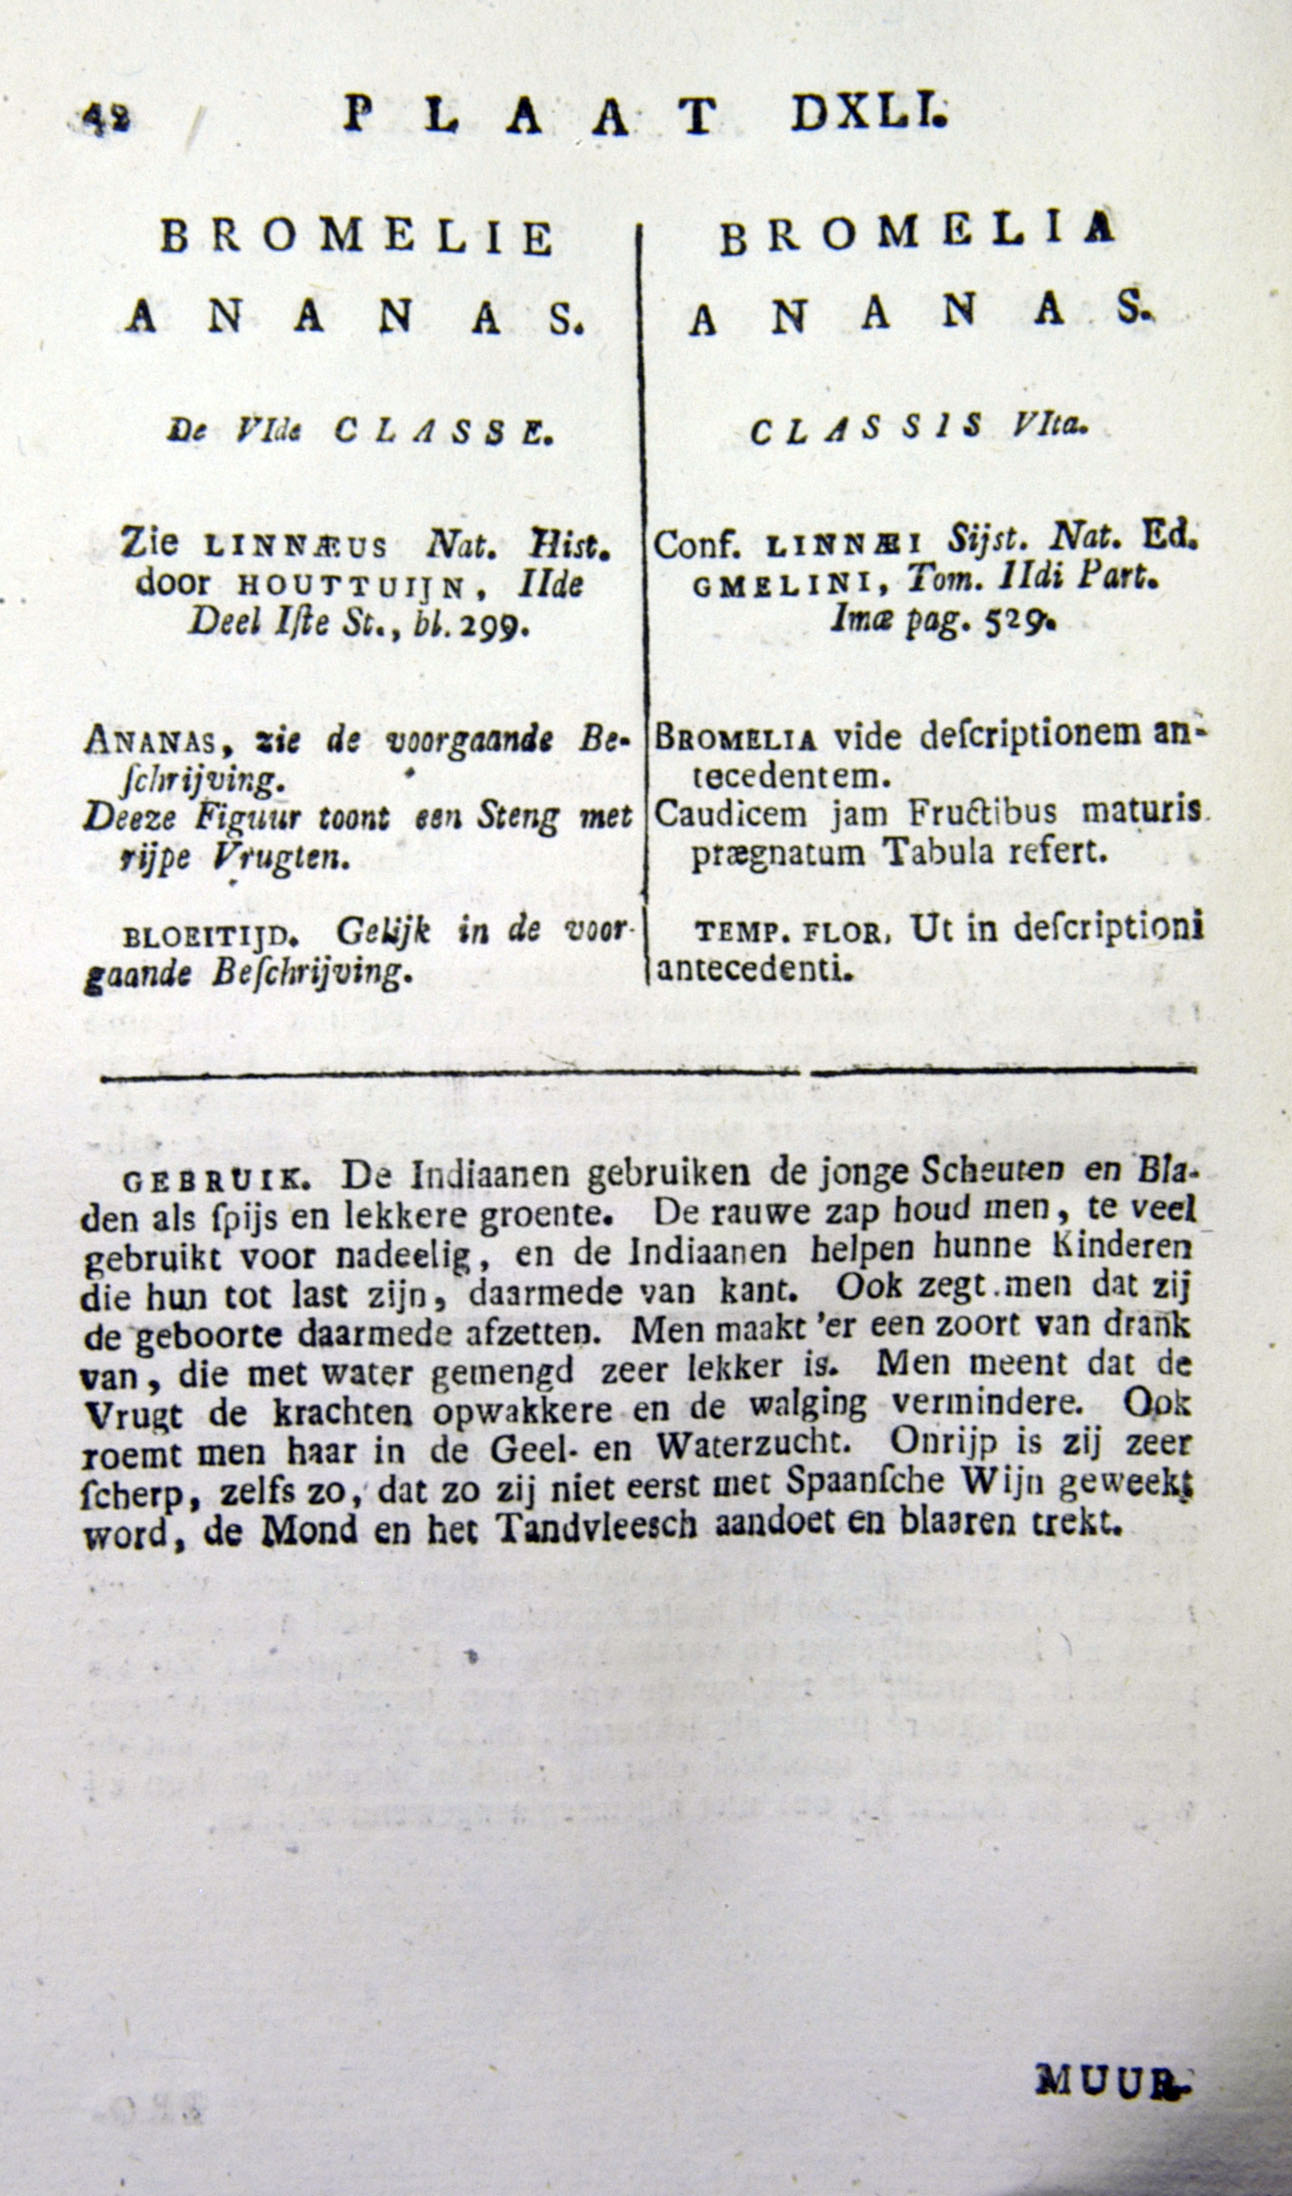 42 PLAAT DXLI.
BROMELIE
ANANAS.
De VIde CLASSE.
Zie LINNÆUS Nat. Hist.
door HOUTTUIJN, IIde
Deel Iſte St., bl. 299.
ANANAS, zie de voorgaande Be-
ſchrijving.
Deeze Figuur toont een Steng met
rijpe Vrugten.
BLOEITIJD. Gelijk in de voor-
gaande Beſchrijving.
BROMELIA
ANANAS.
CLASSIS VIta.
Conf. LINNÆI Sijst. Nat. Ed.
GMELINI, Tom. IIdi Part.
Imæ pag. 529.
BROMELIA vide deſcriptionem an-
tecedentem.
Caudicem jam Fructibus maturis
prægnatum Tabula refert.
TEMP. FLOR. Ut in deſcriptioni
antecedenti.
GEBRUIK. De Indiaanen gebruiken de jonge Scheuten en Bla-
den als ſpijs en lekkere groente. De rauwe zap houd men, te veel
gebruikt voor nadeelig, en de Indiaanen helpen hunne Kinderen
die hun tot last zijn, daarmede van kant. Ook zegt men dat zij
de geboorte daarmede afzetten. Men maakt 'er een zoort van drank
van, die met water gemengd zeer lekker is. Men meent dat de
Vrugt de krachten opwakkere en de walging vermindere. Ook
roemt men haar in de Geel- en Waterzucht. Onrijp is zij zeer
ſcherp, zelfs zo, dat zo zij niet eerst met Spaanſche Wijn geweekt
word, de Mond en het Tandvleesch aandoet en blaaren trekt.
MUUR-